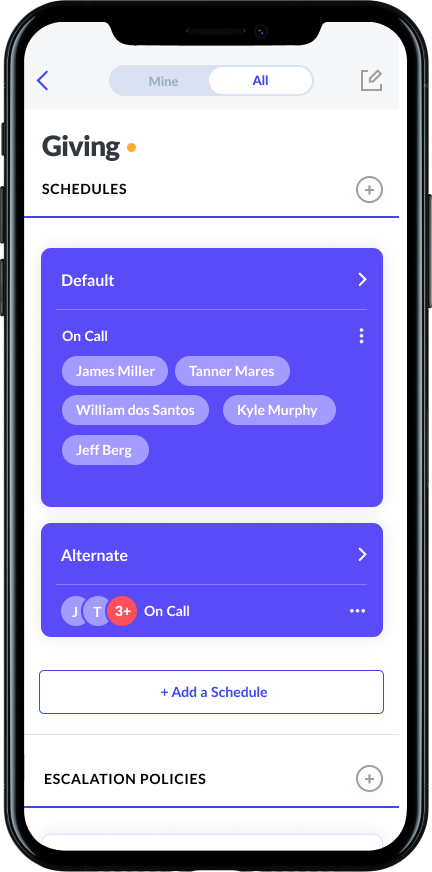 Mine All
Giving
SCHEDULES
Default
On Call
James Miller Tanner Mares
William dos Santos Kyle Murphy
Jeff Berg
Alternate
J T 3+ On Call
+ Add a Schedule
ESCALATION POLICIES